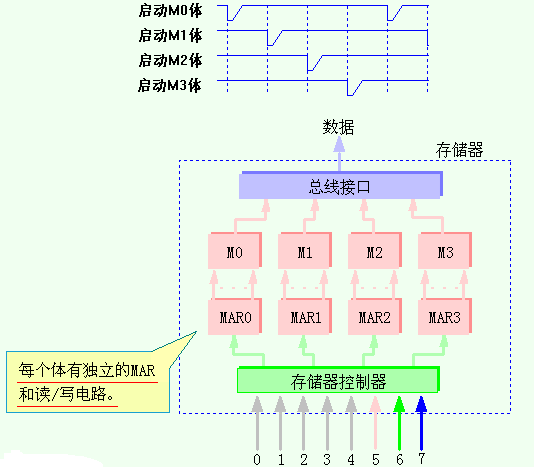 启动M0体
启动M1体
启动M2体
启动M3体
数据
存储器
总线接口
M0 M1 M2 M3
MAR0 MAR1 MAR2 MAR3
每个体有独立的MAR
和读/写电路。
存储器控制器
0 1 2 3 4 5 6 7